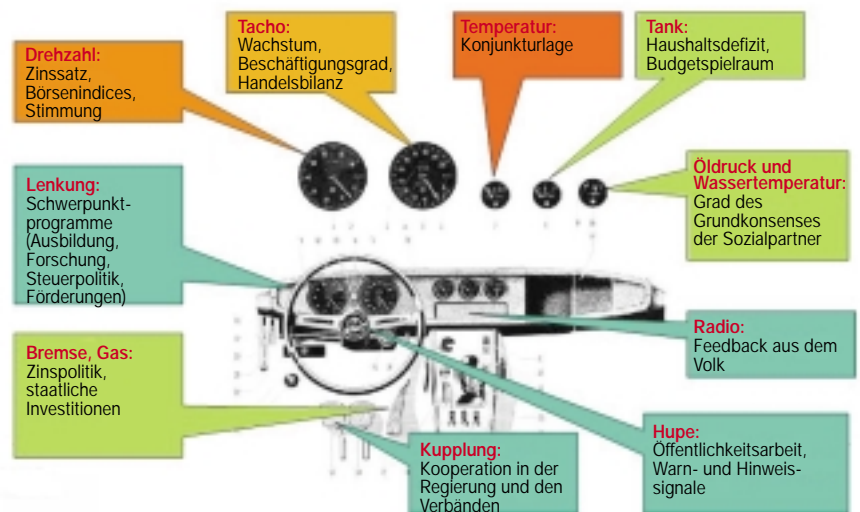 Drehzahl:
Zinssatz,
Börsenindices,
Stimmung
Tacho:
Wachstum,
Beschäftigungsgrad,
Handelsbilanz
Temperatur:
Konjunkturlage
Tank:
Haushaltsdefizit,
Budgetspielraum
Öldruck und
Wassertemperatur:
Grad des
Grundkonsenses
der Sozialpartner
Lenkung:
Schwerpunkt-
programme
(Ausbildung,
Forschung,
Steuerpolitik,
Förderungen)
Radio:
Feedback aus dem
Volk
Bremse, Gas:
Zinspolitik,
staatliche
Investitionen
Kupplung:
Kooperation in der
Regierung und den
Verbänden
Hupe:
Öffentlichkeitsarbeit,
Warn- und Hinweis-
signale